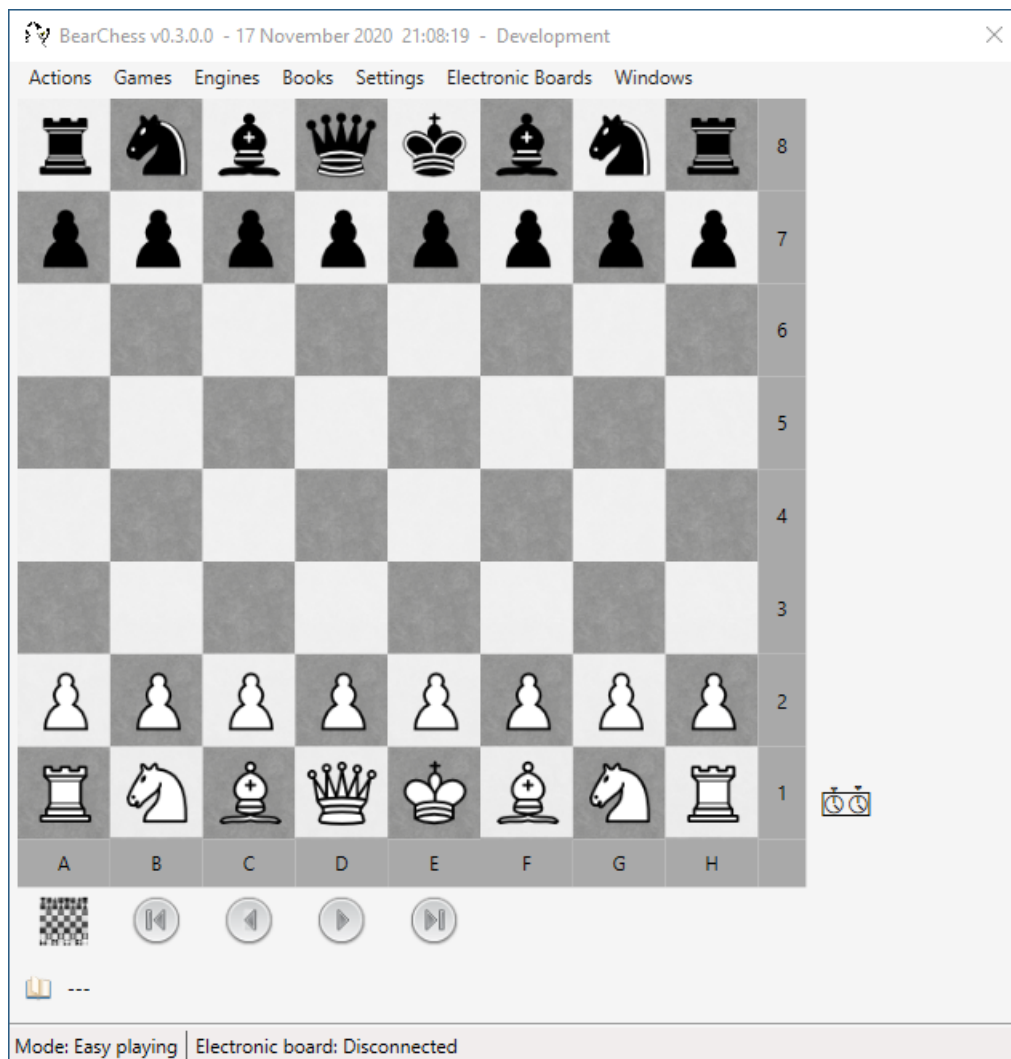 BearChess v0.3.0.0 - 17 November 2020 21:08:19 - Development
Actions Games Engines Books Settings Electronic Boards Windows
8
7
6
5
4
3
2
1
A B C D E F G H
---
Mode: Easy playing Electronic board: Disconnected